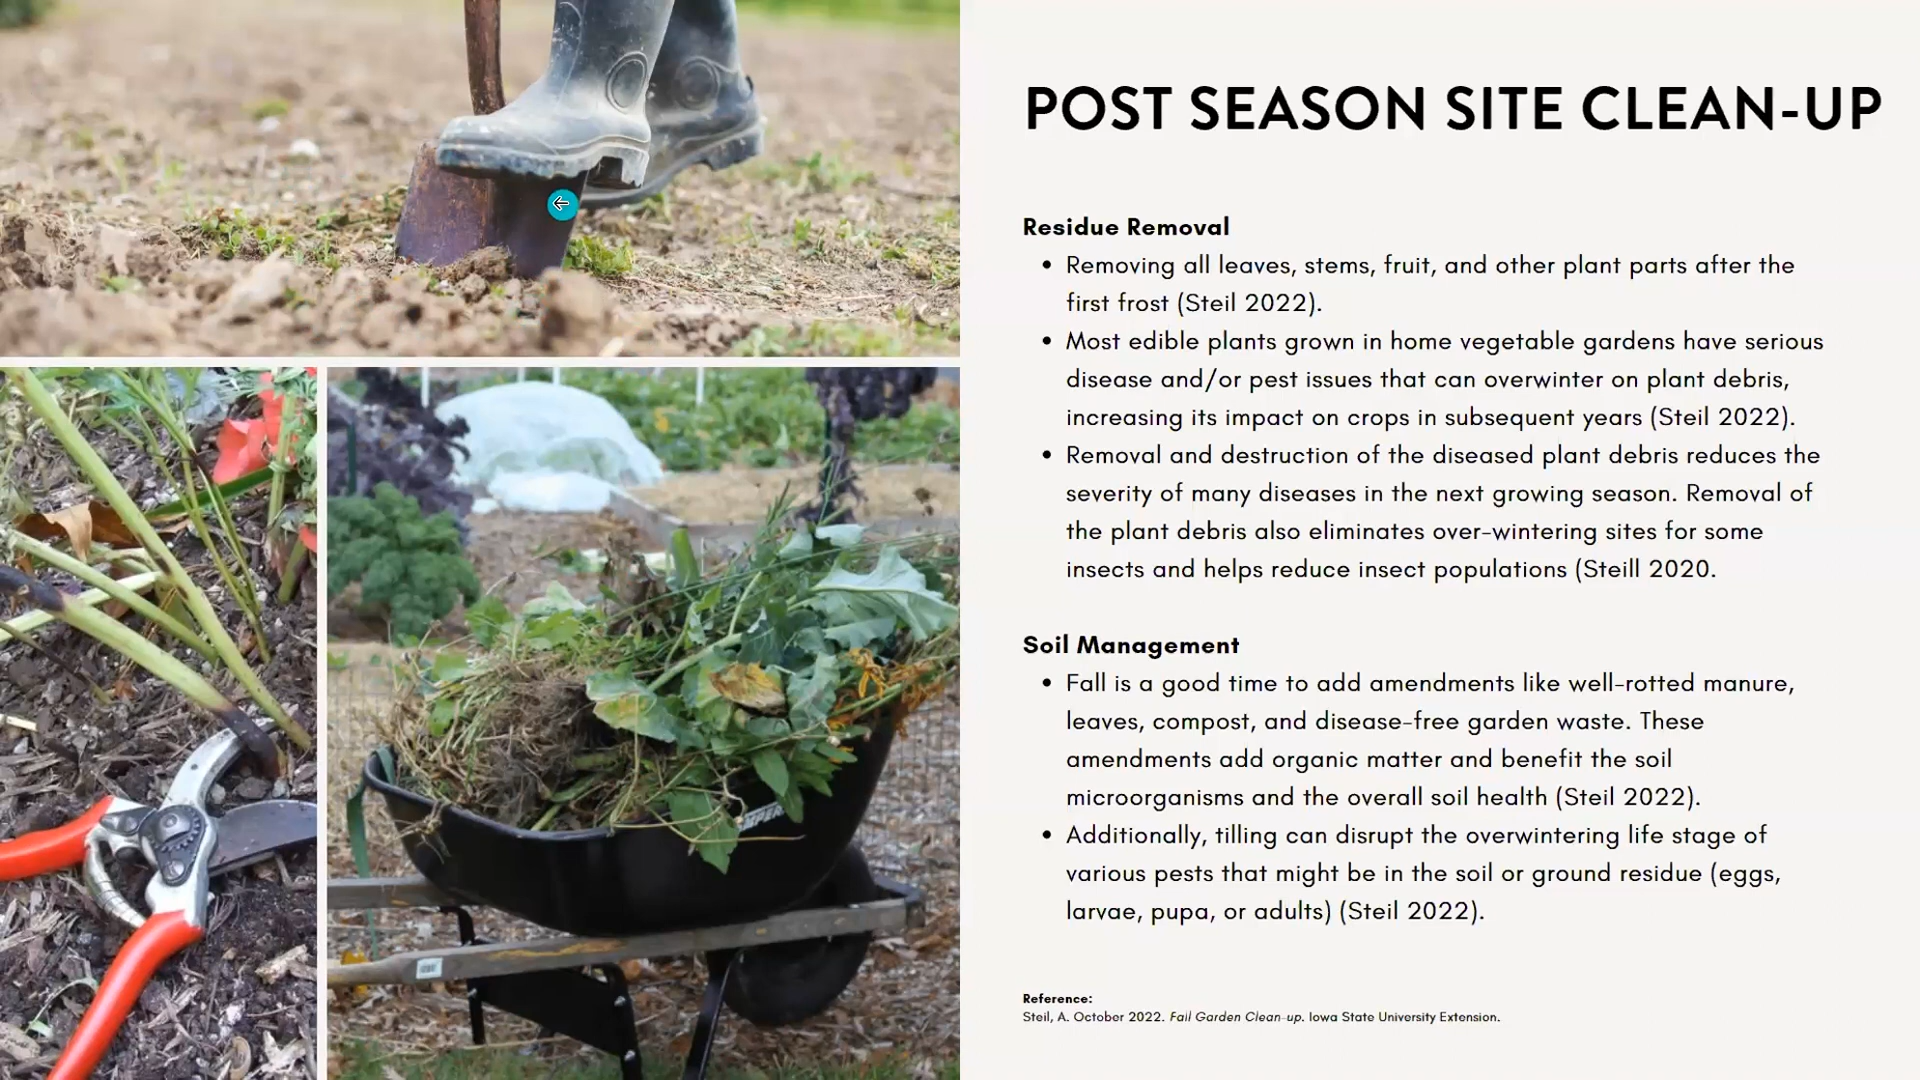 POST SEASON SITE CLEAN-UP
Residue Removal
• Removing all leaves, stems, fruit, and other plant parts after the
first frost (Steil 2022).
• Most edible plants grown in home vegetable gardens have serious
disease and/or pest issues that can overwinter on plant debris,
increasing its impact on crops in subsequent years (Steil 2022).
• Removal and destruction of the diseased plant debris reduces the
severity of many diseases in the next growing season. Removal of
the plant debris also eliminates over-wintering sites for some
insects and helps reduce insect populations (Steill 2020.
Soil Management
• Fall is a good time to add amendments like well-rotted manure,
leaves, compost, and disease-free garden waste. These
amendments add organic matter and benefit the soil
microorganisms and the overall soil health (Steil 2022).
• Additionally, tilling can disrupt the overwintering life stage of
various pests that might be in the soil or ground residue (eggs,
larvae, pupa, or adults) (Steil 2022).
Reference:
Steil, A. October 2022. Fall Garden Clean-up. Iowa State University Extension.